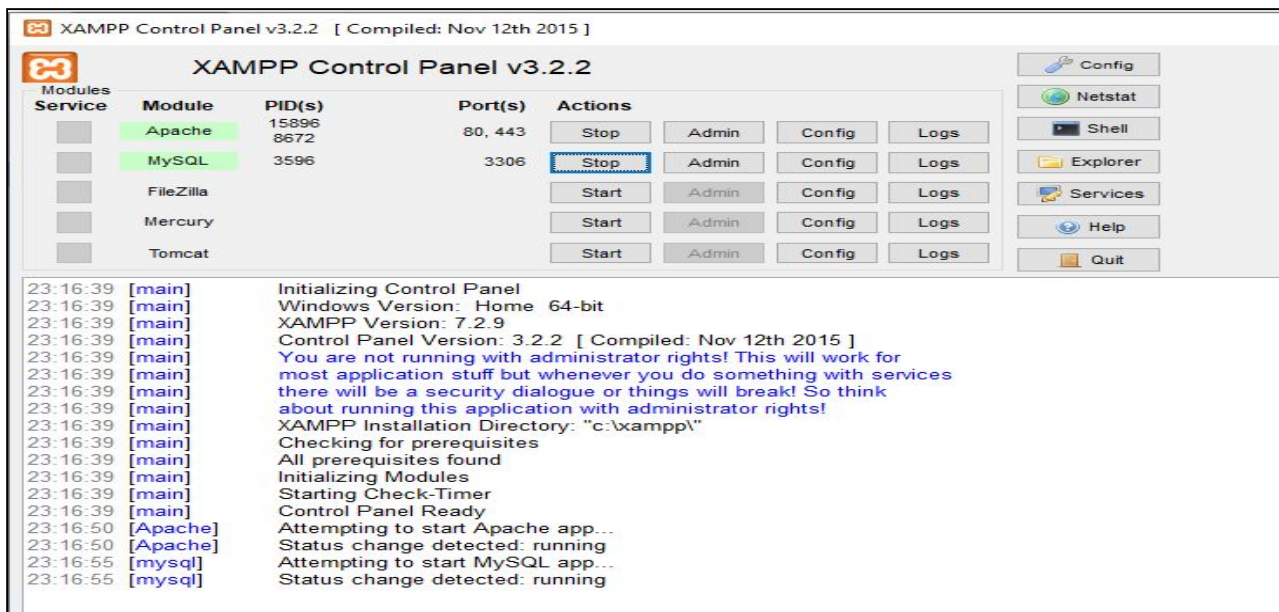 XAMPP Control Panel v3.2.2 [ Compiled: Nov 12th 2015 ]
XAMPP Control Panel v3.2.2
Config
Modules
Service Module PID(s) Port(s) Actions
Netstat
Apache 15896 8672 80, 443 Stop Admin Config Logs
Shell
MySQL 3596 3306 Stop Admin Config Logs
Explorer
FileZilla Start Admin Config Logs
Services
Mercury Start Admin Config Logs
Help
Tomcat Start Admin Config Logs
Quit
23:16:39 [main] Initializing Control Panel
23:16:39 [main] Windows Version: Home 64-bit
23:16:39 [main] XAMPP Version: 7.2.9
23:16:39 [main] Control Panel Version: 3.2.2 [ Compiled: Nov 12th 2015 ]
23:16:39 [main] You are not running with administrator rights! This will work for
23:16:39 [main] most application stuff but whenever you do something with services
23:16:39 [main] there will be a security dialogue or things will break! So think
23:16:39 [main] about running this application with administrator rights!
23:16:39 [main] XAMPP Installation Directory: "c:\xampp\"
23:16:39 [main] Checking for prerequisites
23:16:39 [main] All prerequisites found
23:16:39 [main] Initializing Modules
23:16:39 [main] Starting Check-Timer
23:16:39 [main] Control Panel Ready
23:16:50 [Apache] Attempting to start Apache app...
23:16:50 [Apache] Status change detected: running
23:16:55 [mysql] Attempting to start MySQL app...
23:16:55 [mysql] Status change detected: running